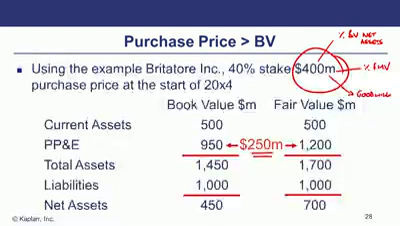 Purchase Price > BV
% BV NET
ASSETS
Using the example Britatore Inc., 40% stake $400m
% FMV
purchase price at the start of 20x4
GOODWILL
Book Value $m Fair Value $m
Current Assets 500 500
PP&E 950 $250m 1,200
Total Assets 1,450 1,700
Liabilities 1,000 1,000
Net Assets 450 700
© Kaplan, Inc. 28